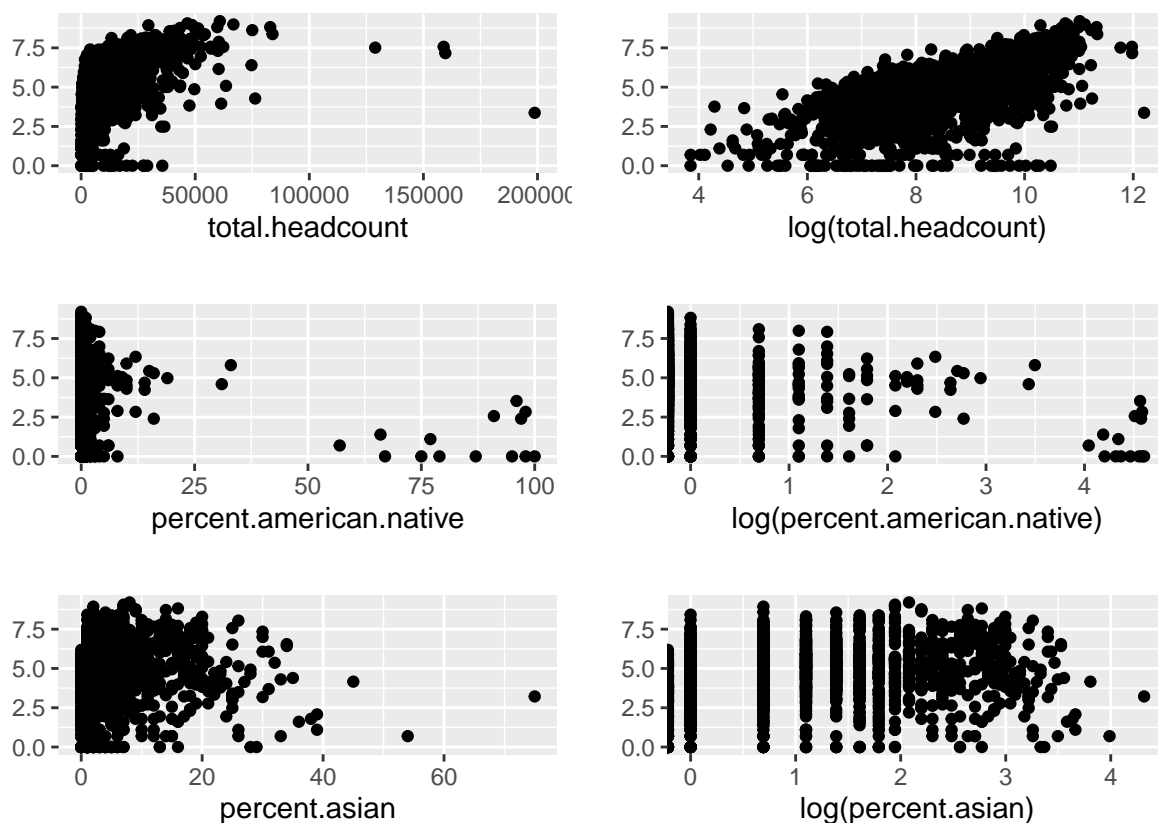 7.5
5.0
2.5
0.0
0 50000 100000 150000 200000
total.headcount
7.5
5.0
2.5
0.0
4 6 8 10 12
log(total.headcount)
7.5
5.0
2.5
0.0
0 25 50 75 100
percent.american.native
7.5
5.0
2.5
0.0
0 1 2 3 4
log(percent.american.native)
7.5
5.0
2.5
0.0
0 20 40 60
percent.asian
7.5
5.0
2.5
0.0
0 1 2 3 4
log(percent.asian)